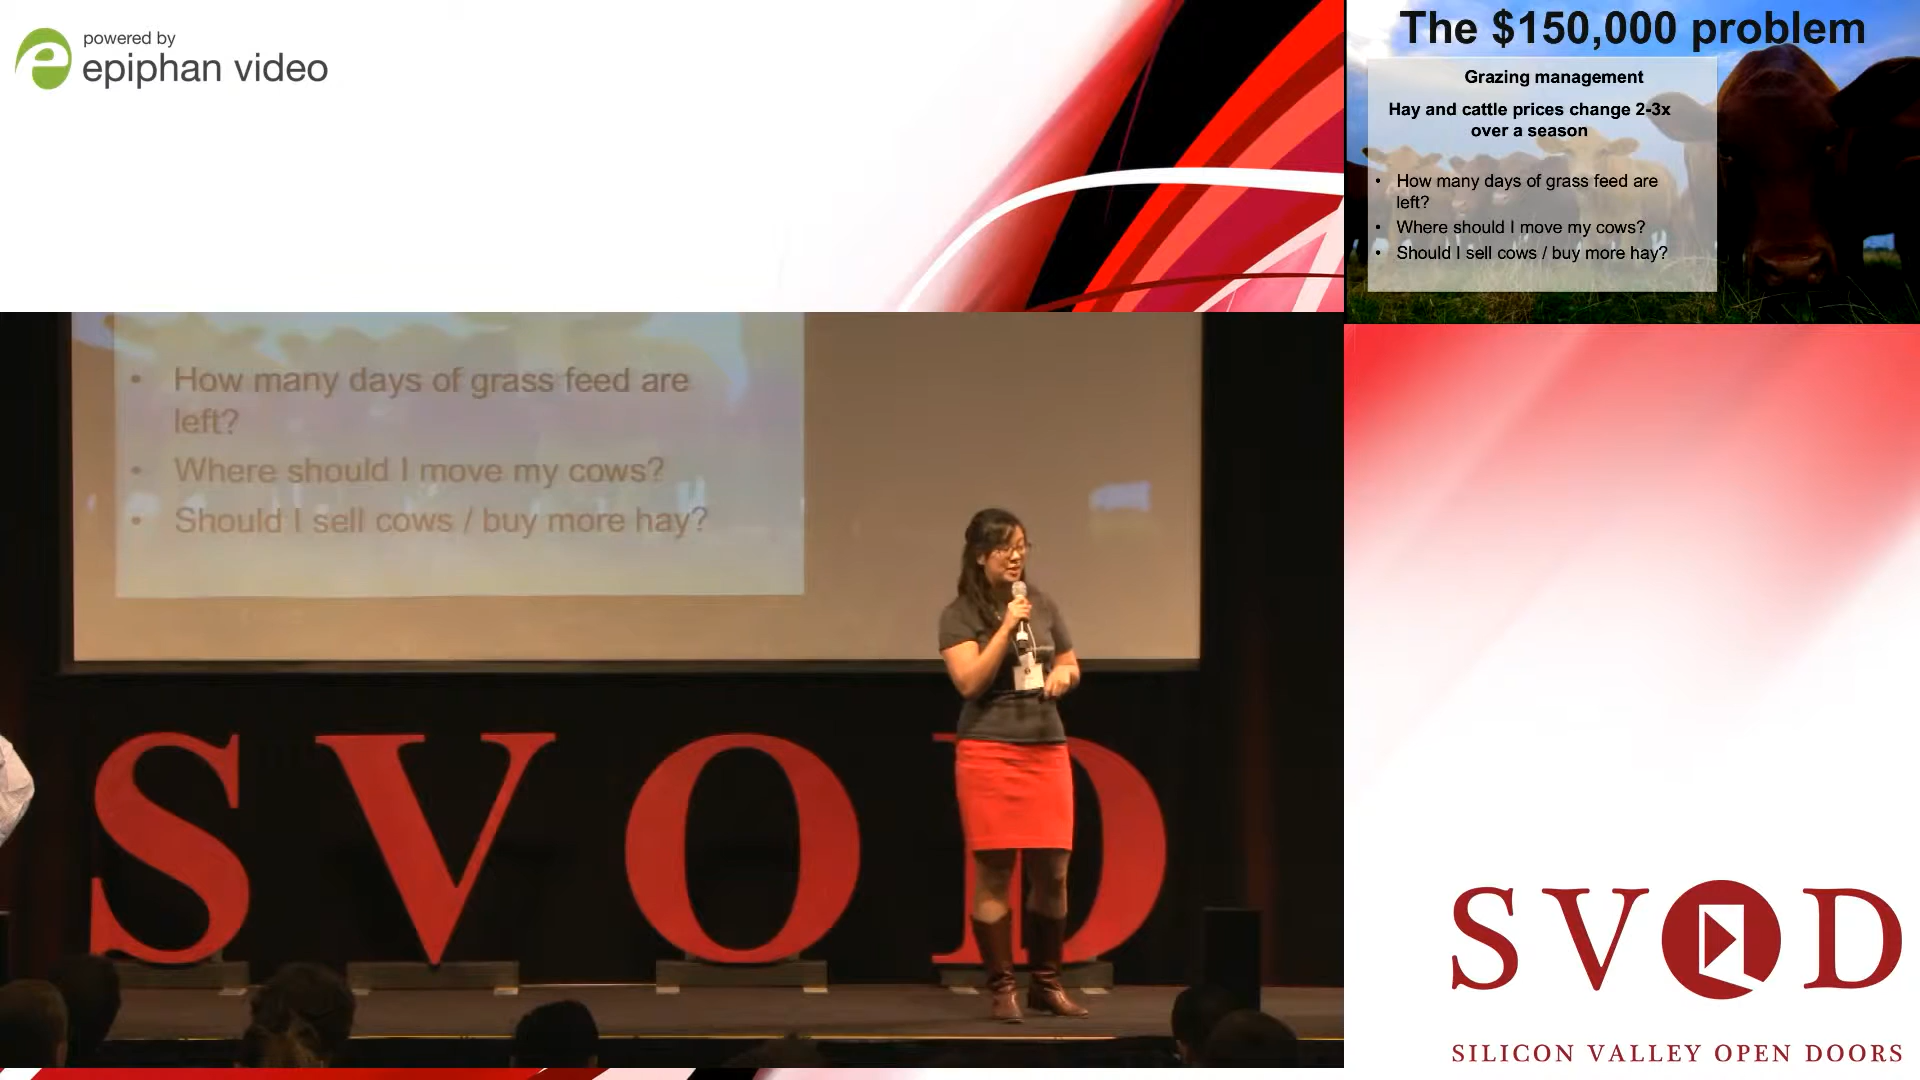 powered by
epiphan video
The $150,000 problem
Grazing management
Hay and cattle prices change 2-3x
over a season
• How many days of grass feed are
left?
• Where should I move my cows?
• Should I sell cows / buy more hay?
• How many days of grass feed are
left?
• Where should I move my cows?
• Should I sell cows / buy more hay?
SVOD
SVOD
SILICON VALLEY OPEN DOORS